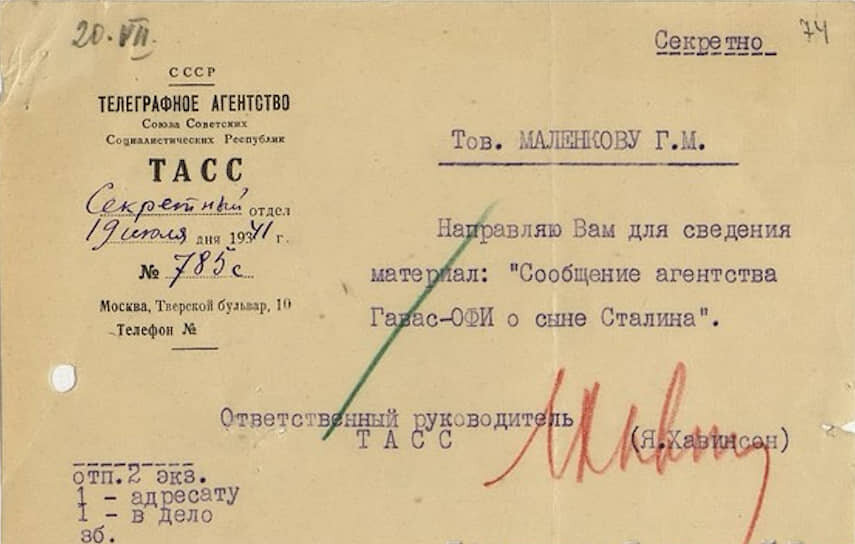 20.VII.
74
Секретно
СССР
ТЕЛЕГРАФНОЕ АГЕНТСТВО
Союза Советских
Социалистических Республик
ТАСС
Секретный отдел
19 июля дня 1941 г.
№ 785с
Москва, Тверской бульвар, 10
Телефон №
Тов. МАЛЕНКОВУ Г.М.
Направляю Вам для сведения
материал: "Сообщение агентства
Гавас-ОФИ о сыне Сталина".
Ответственный руководитель
ТАСС (Я.Хавинсон)
отп.2 экз.
1 - адресату
1 - в дело
зб.